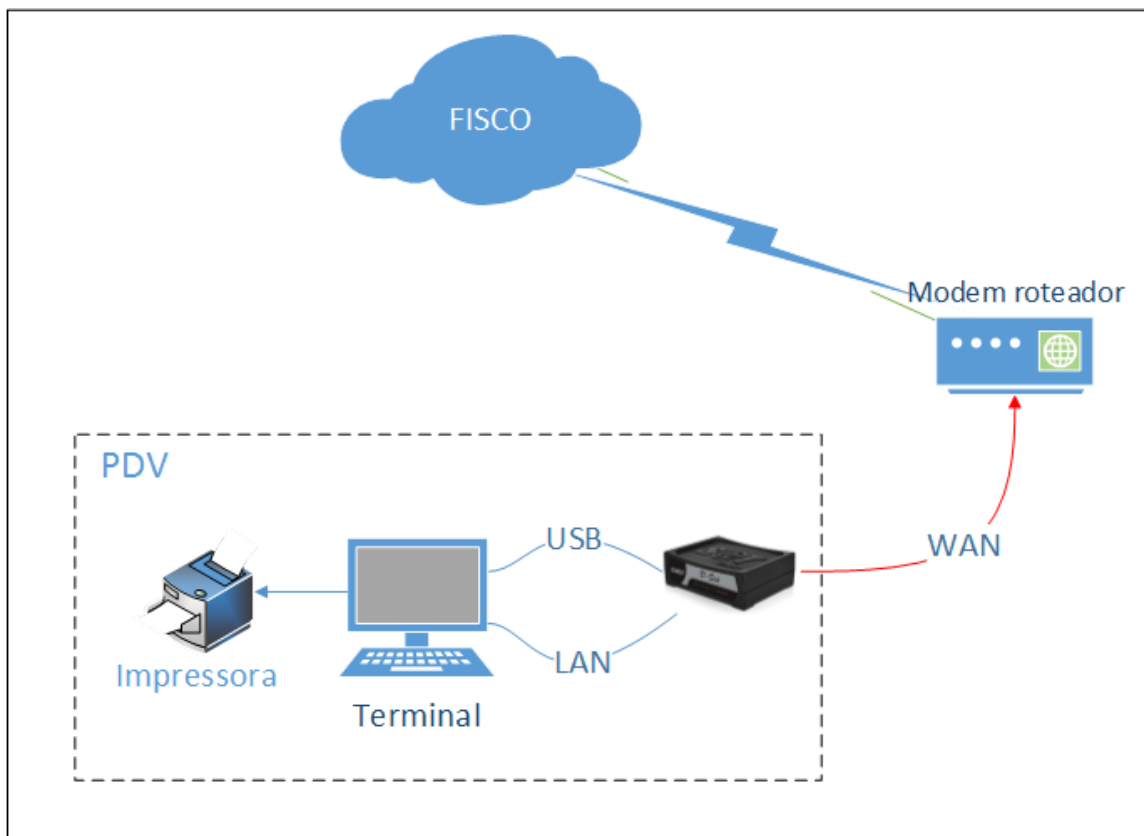 FISCO
Modem roteador
PDV
USB
WAN
LAN
Impressora
Terminal